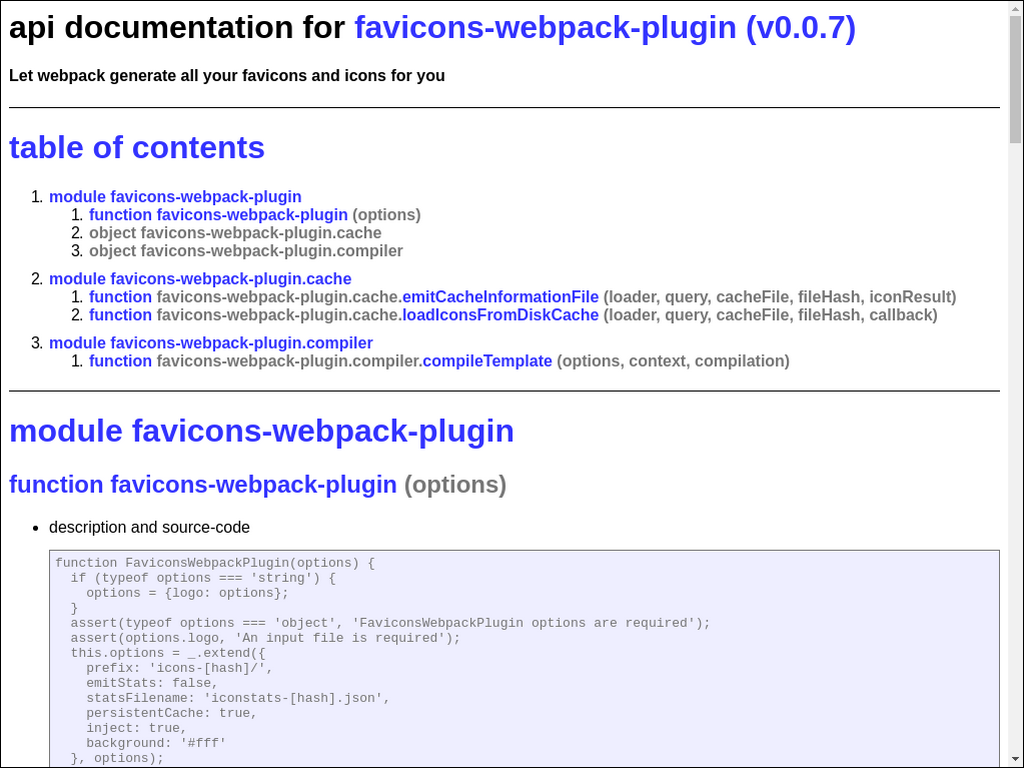 api documentation for favicons-webpack-plugin (v0.0.7)
Let webpack generate all your favicons and icons for you
table of contents
1. module favicons-webpack-plugin
1. function favicons-webpack-plugin (options)
2. object favicons-webpack-plugin.cache
3. object favicons-webpack-plugin.compiler
2. module favicons-webpack-plugin.cache
1. function favicons-webpack-plugin.cache.emitCacheInformationFile (loader, query, cacheFile, fileHash, iconResult)
2. function favicons-webpack-plugin.cache.loadIconsFromDiskCache (loader, query, cacheFile, fileHash, callback)
3. module favicons-webpack-plugin.compiler
1. function favicons-webpack-plugin.compiler.compileTemplate (options, context, compilation)
module favicons-webpack-plugin
function favicons-webpack-plugin (options)
• description and source-code
function FaviconsWebpackPlugin(options) {
  if (typeof options === 'string') {
    options = {logo: options};
  }
  assert(typeof options === 'object', 'FaviconsWebpackPlugin options are required');
  assert(options.logo, 'An input file is required');
  this.options = _.extend({
    prefix: 'icons-[hash]/',
    emitStats: false,
    statsFilename: 'iconstats-[hash].json',
    persistentCache: true,
    inject: true,
    background: '#fff'
  }, options);